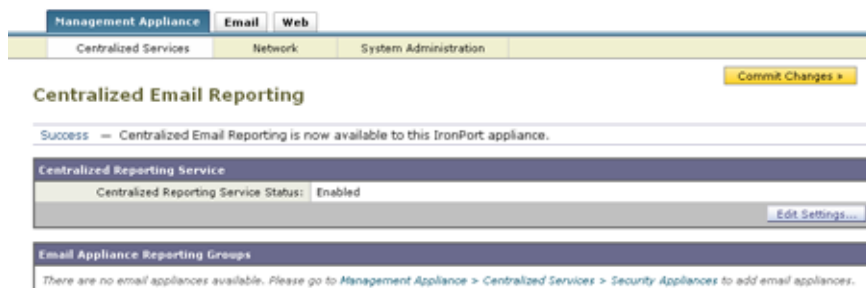 Management Appliance Email Web
Centralized Services Network System Administration
Commit Changes »
Centralized Email Reporting
Success — Centralized Email Reporting is now available to this IronPort appliance.
Centralized Reporting Service
Centralized Reporting Service Status: Enabled
Edit Settings...
Email Appliance Reporting Groups
There are no email appliances available. Please go to Management Appliance > Centralized Services > Security Appliances to add email appliances.